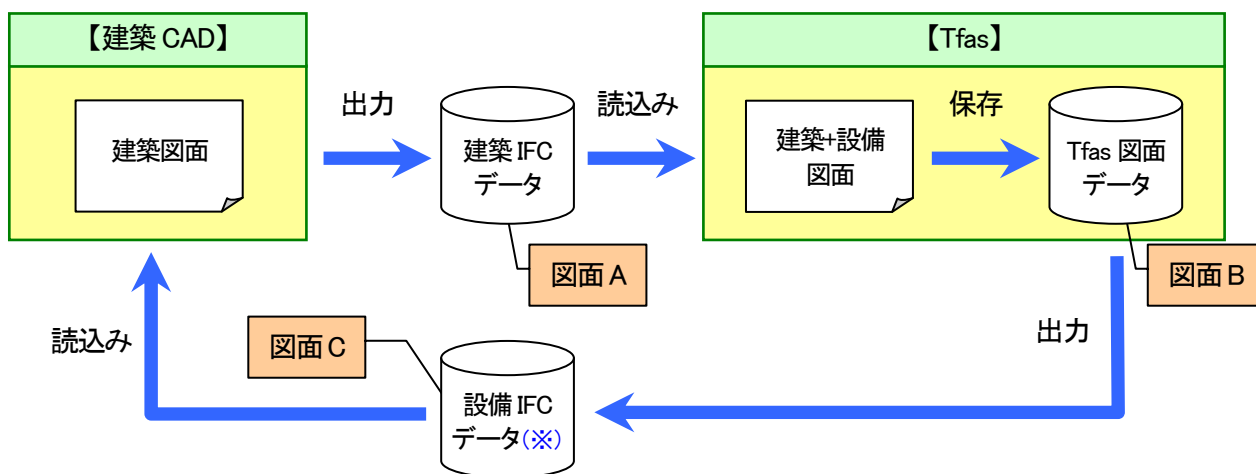 【建築 CAD】
建築図面
出力
建築 IFC
データ
図面 A
読込み
【Tfas】
建築+設備
図面
保存
Tfas 図面
データ
図面 B
出力
設備 IFC
データ(※)
図面 C
読込み